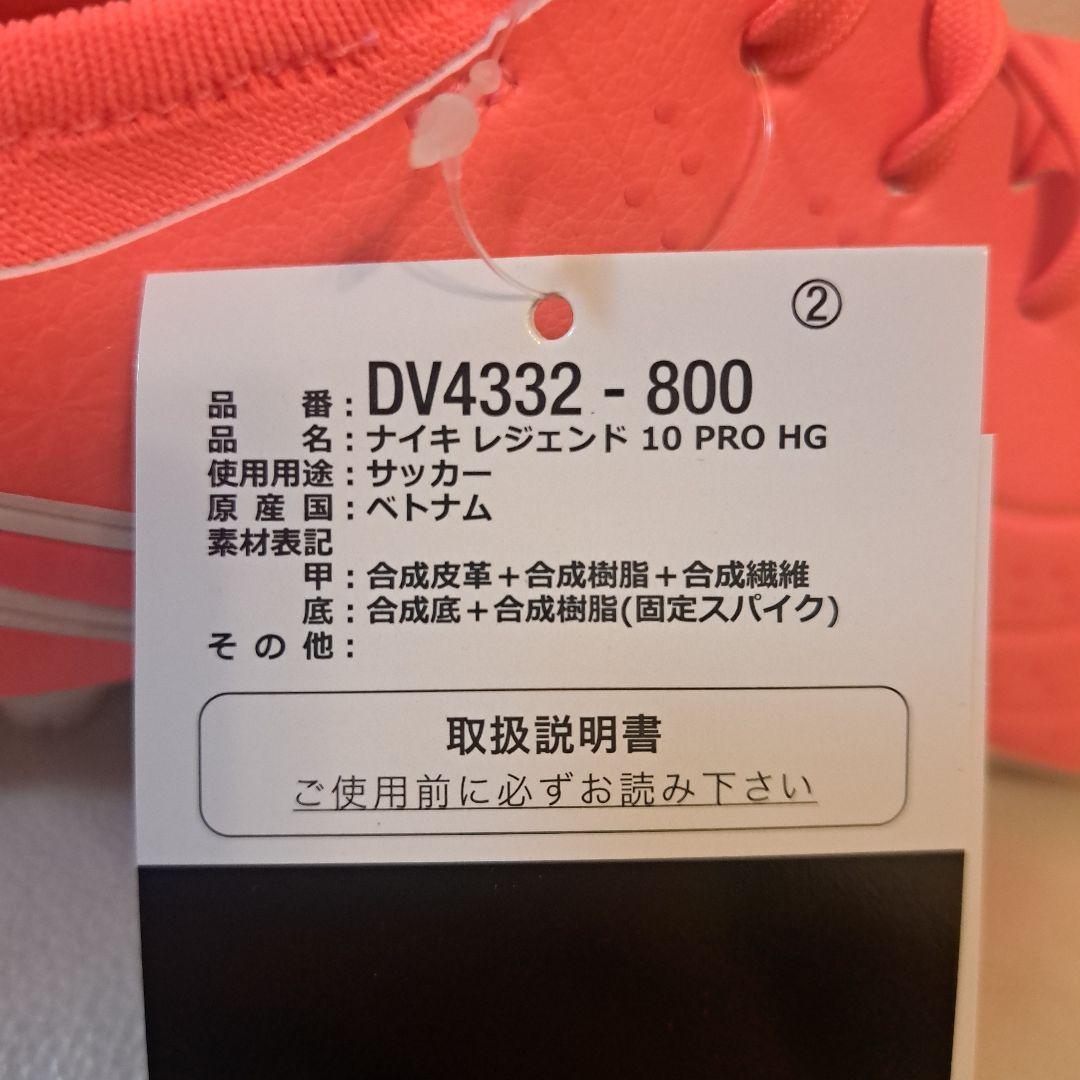 ②
品番:DV4332-800
品名:ナイキ レジェンド 10 PRO HG
使用用途:サッカー
原産国:ベトナム
素材表記
甲:合成皮革+合成樹脂+合成繊維
底:合成底+合成樹脂(固定スパイク)
その他:
取扱説明書
ご使用前に必ずお読み下さい